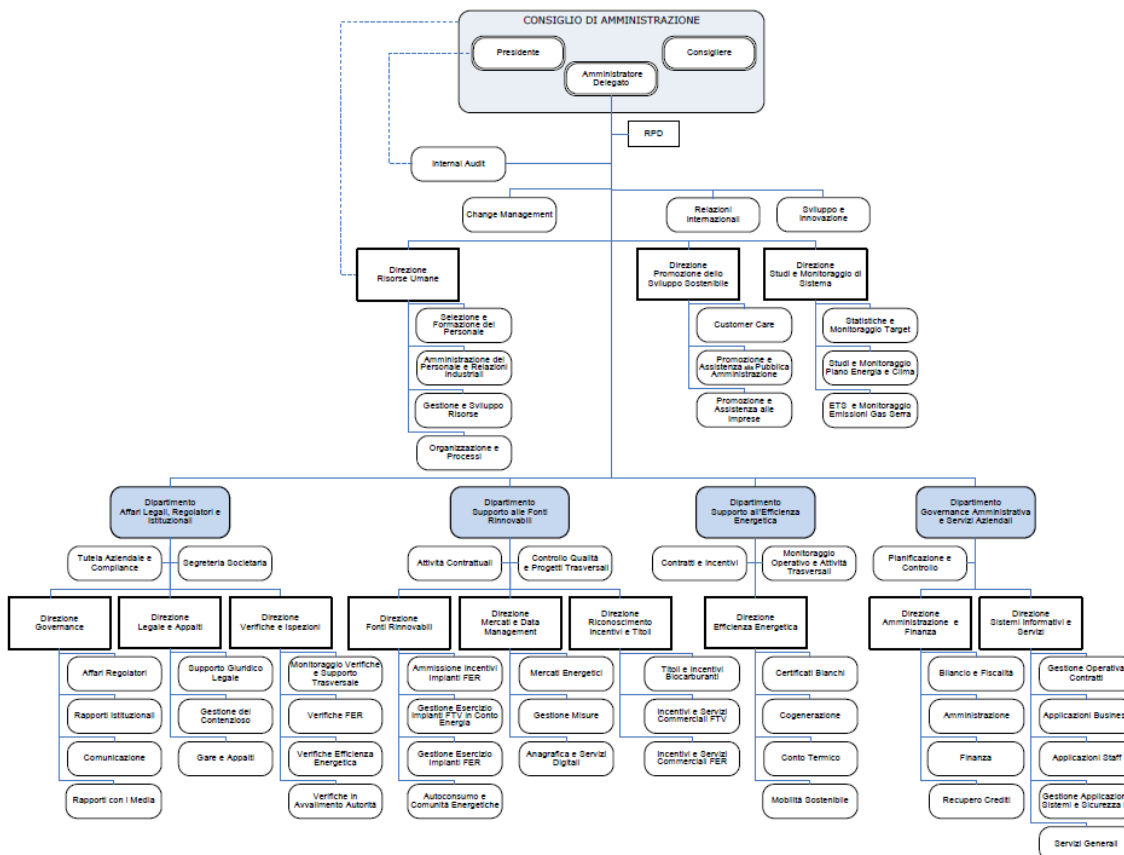 CONSIGLIO DI AMMINISTRAZIONE
Presidente
Consigliere
Amministratore
Delegato
RPD
Internal Audit
Change Management
Relazioni
Internazionali
Sviluppo e
Innovazione
Direzione
Risorse Umane
Direzione
Promozione dello
Sviluppo Sostenibile
Direzione
Studi e Monitoraggio di
Sistema
Selezione e
Formazione del
Personale
Amministrazione del
Personale e Relazioni
Industriali
Gestione e Sviluppo
Risorse
Organizzazione e
Processi
Customer Care
Promozione e
Assistenza alla Pubblica
Amministrazione
Promozione e
Assistenza alle
Imprese
Statistiche e
Monitoraggio Target
Studi e Monitoraggio
Piano Energia e Clima
ETS e Monitoraggio
Emissioni Gas Serra
Dipartimento
Affari Legali, Regolatori e
Istituzionali
Dipartimento
Supporto alle Fonti
Rinnovabili
Dipartimento
Supporto all'Efficienza
Energetica
Dipartimento
Governance Amministrativa
e Servizi Aziendali
Tutela Aziendale e
Compliance
Segreteria Societaria
Attività Contrattuali
Controllo Qualità
e Progetti Trasversali
Contratti e Incentivi
Monitoraggio
Operativo e Attività
Trasversali
Planificazione e
Controllo
Direzione
Governance
Direzione
Legale e Appalti
Direzione
Verifiche e Ispezioni
Direzione
Fonti Rinnovabili
Direzione
Mercati e Data
Management
Direzione
Riconoscimento
Incentivi e Titoli
Direzione
Efficienza Energetica
Direzione
Amministrazione e
Finanza
Direzione
Sistemi Informativi e
Servizi
Affari Regolatori
Rapporti Istituzionali
Comunicazione
Rapporti con i Media
Supporto Giuridico
Legale
Gestione del
Contenzioso
Gare e Appalti
Monitoraggio Verifiche
e Supporto
Trasversale
Verifiche FER
Verifiche Efficienza
Energetica
Verifiche in
Avvalimento Autorità
Ammissione Incentivi
Impianti FER
Gestione Esercizio
Impianti FTV in Conto
Energia
Gestione Esercizio
Impianti FER
Autoconsumo e
Comunità Energetiche
Mercati Energetici
Gestione Misure
Anagrafica e Servizi
Digitali
Titoli e Incentivi
Biocarburanti
Incentivi e Servizi
Commerciali FTV
Incentivi e Servizi
Commerciali FER
Certificati Bianchi
Cogenerazione
Conto Termico
Mobilità Sostenibile
Bilancio e Fiscalità
Amministrazione
Finanza
Recupero Crediti
Gestione Operativa
Contratti
Applicazioni Business
Applicazioni Staff
Gestione Applicazioni
Sistemi e Sicurezza
Servizi Generali